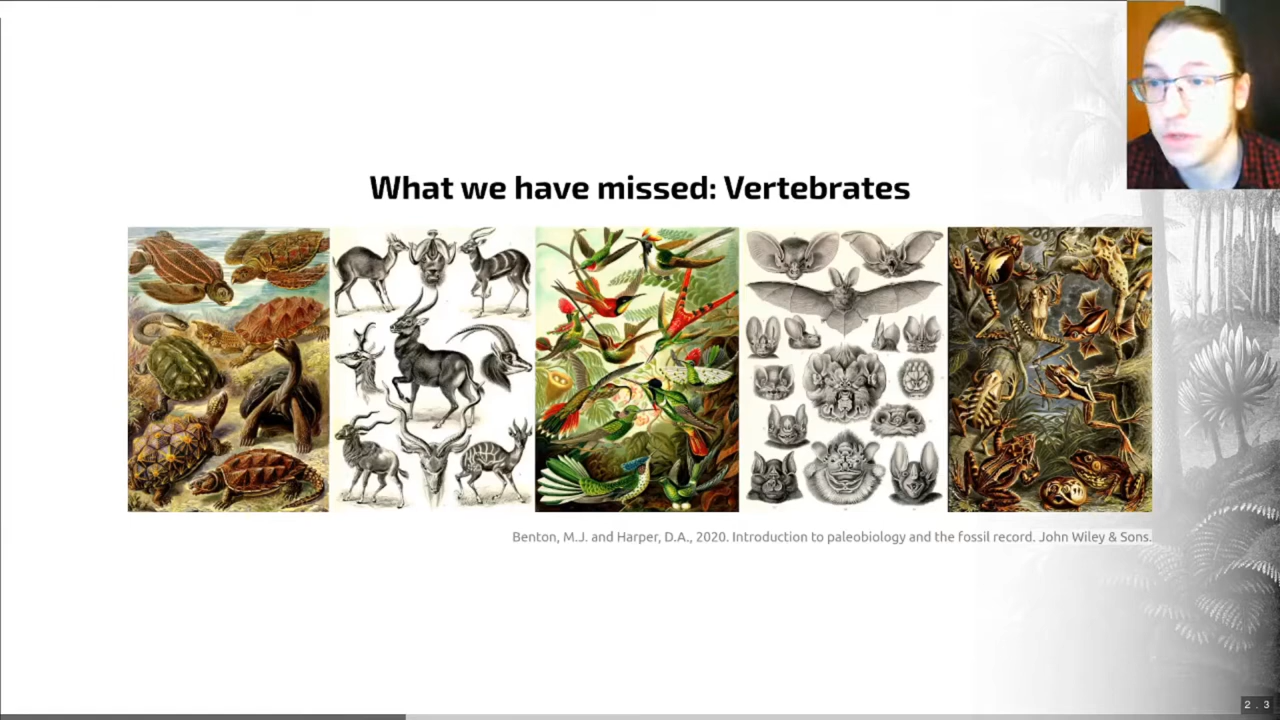 What we have missed: Vertebrates
Benton, M.J. and Harper, D.A., 2020. Introduction to paleobiology and the fossil record. John Wiley & Sons.
2 . 3